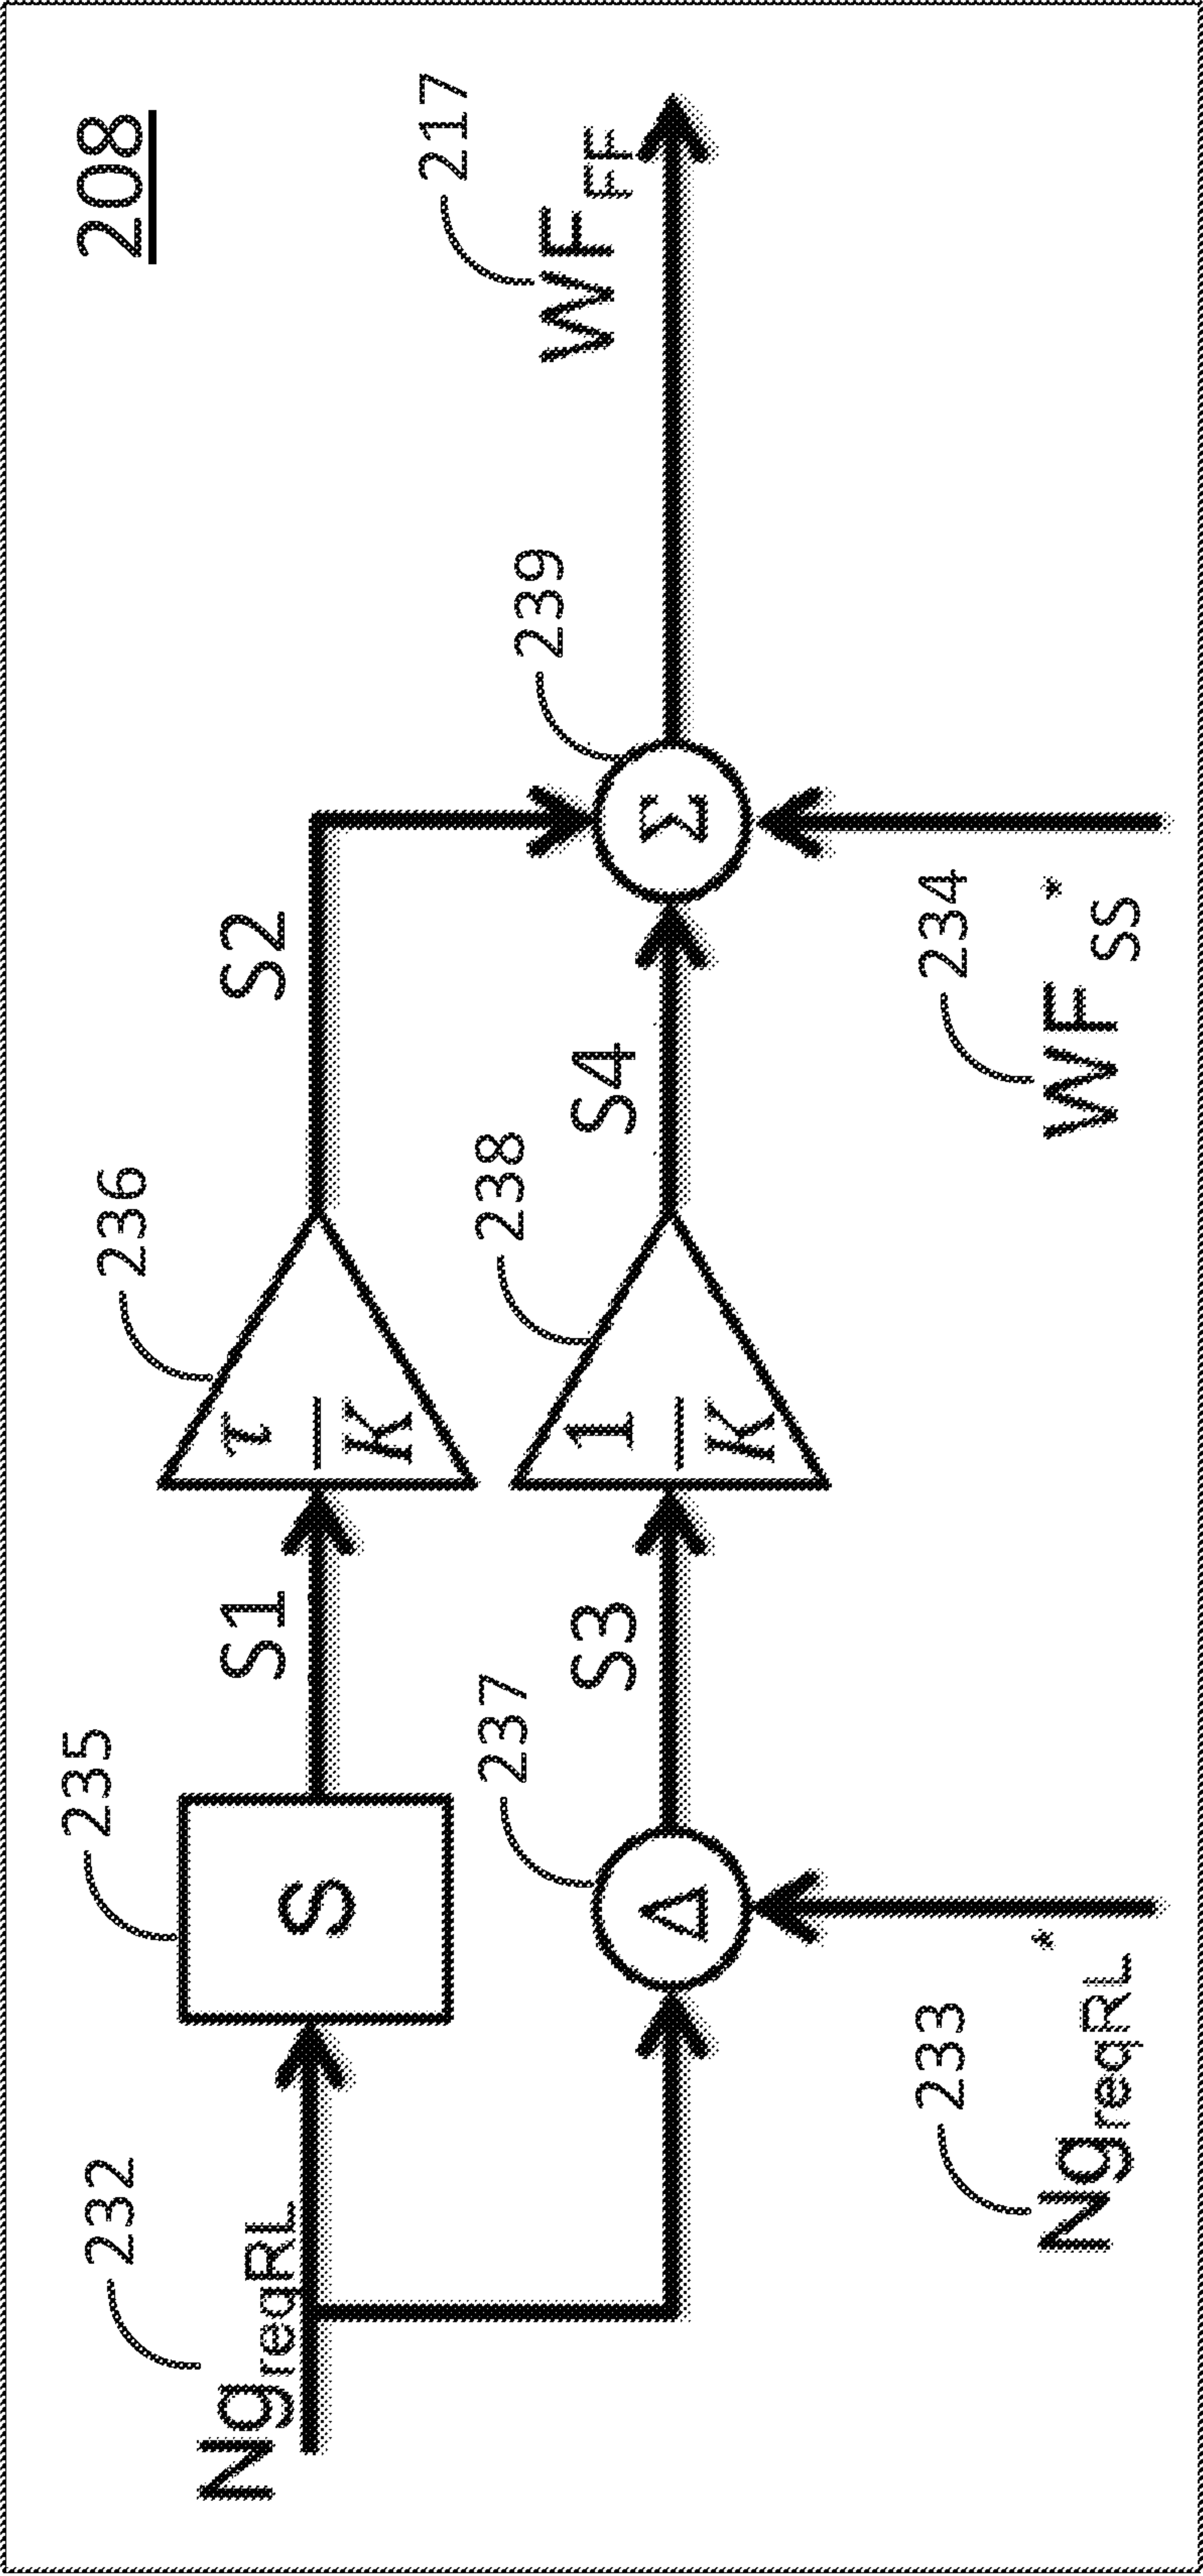 208
232
Ng_reqRL
235
S
S1
236
τ
K
S2
237
Δ
S3
238
1
K
S4
239
Σ
217
WF_FF
233
Ng_reqRL*
234
WF_SS*